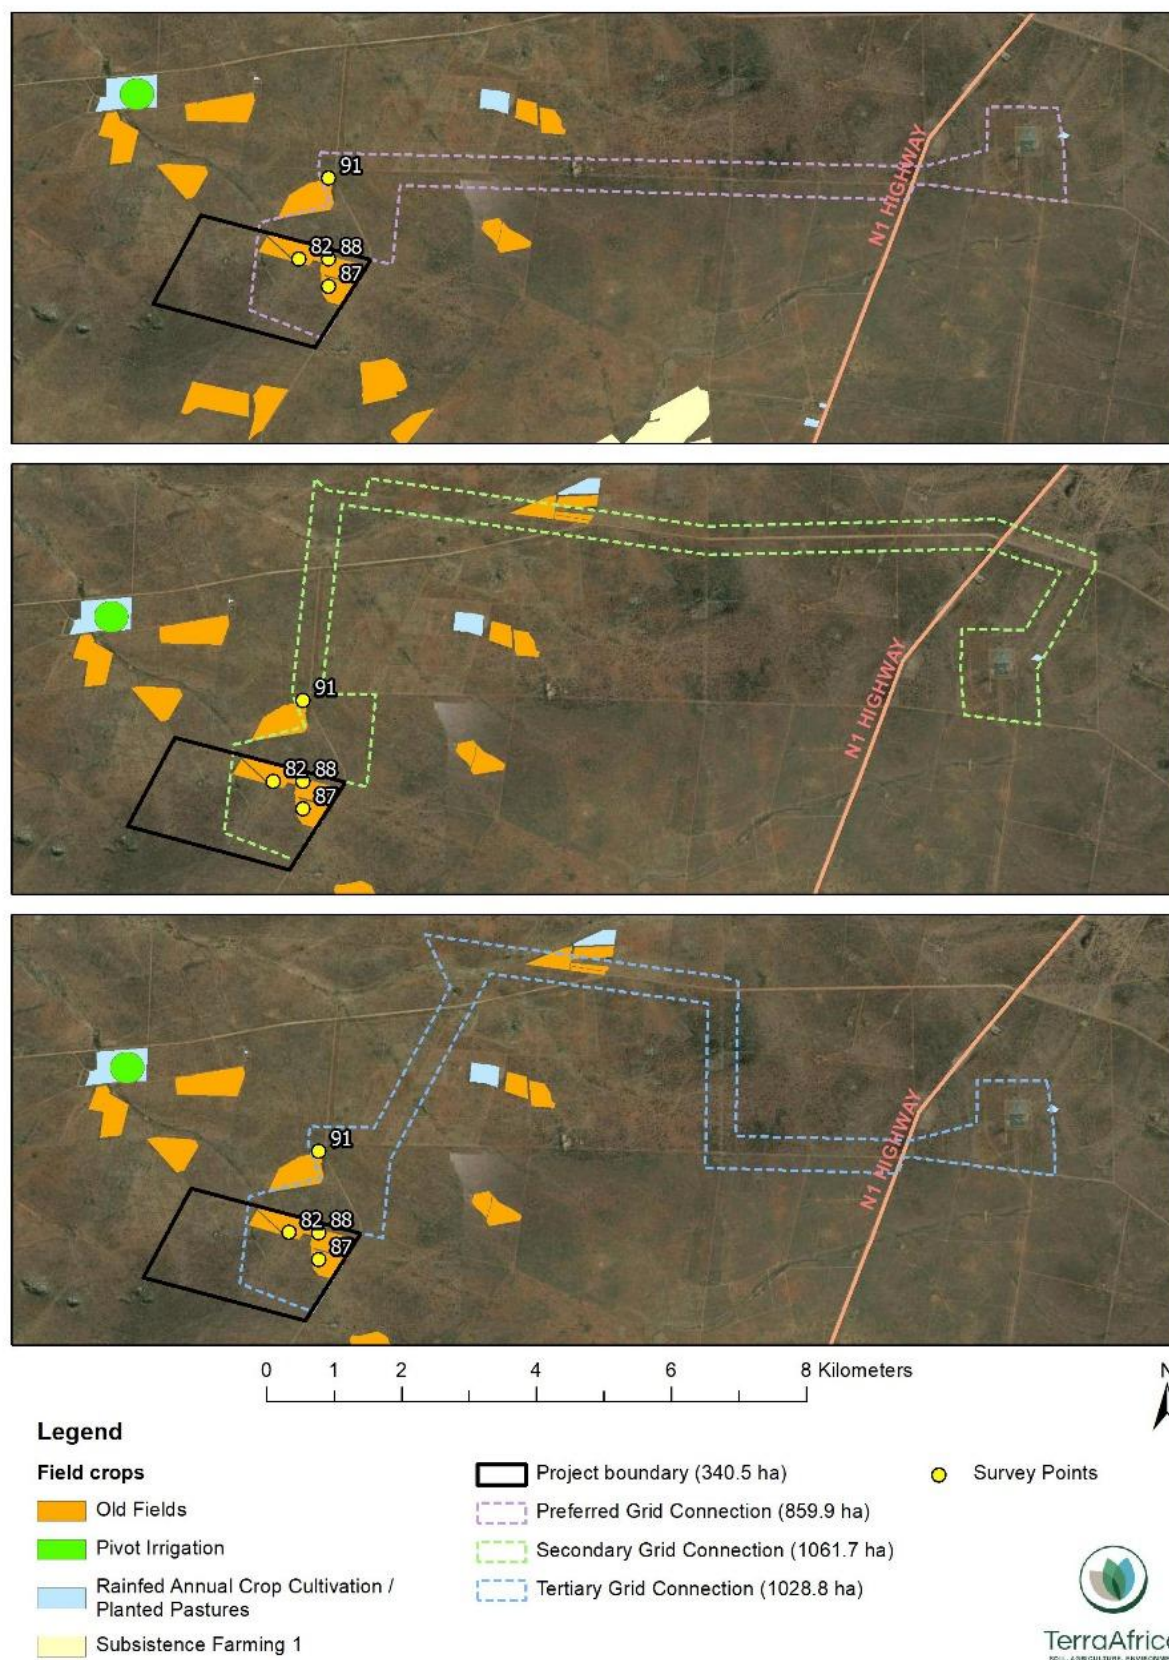 91
82 88
87
N1 HIGHWAY
91
82 88
87
N1 HIGHWAY
91
82 88
87
N1 HIGHWAY
0 1 2 4 6 8 Kilometers
N
Legend
Field crops
Old Fields
Pivot Irrigation
Rainfed Annual Crop Cultivation /
Planted Pastures
Subsistence Farming 1
Project boundary (340.5 ha)
Preferred Grid Connection (859.9 ha)
Secondary Grid Connection (1061.7 ha)
Tertiary Grid Connection (1028.8 ha)
Survey Points
TerraAfric